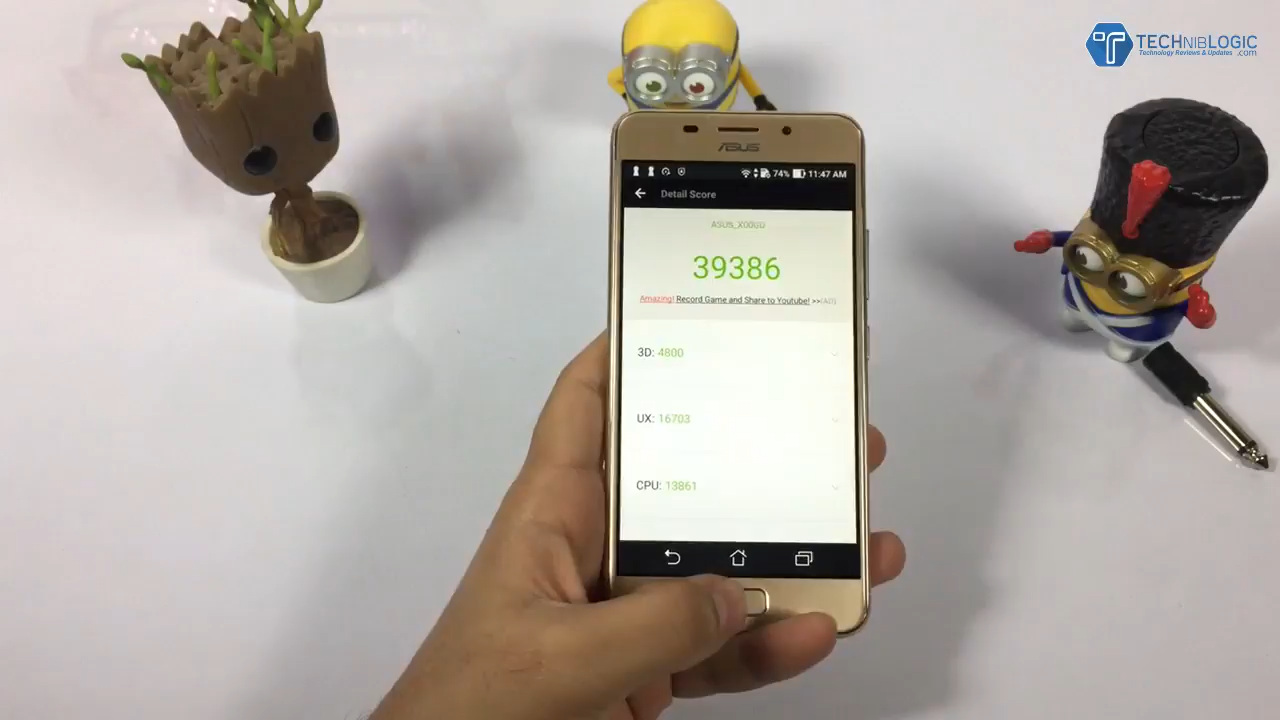 TECHNIBLOGIC
Technology Reviews & Updates .com
ASUS
74% 11:47 AM
Detail Score
39386
Amazing! Record Game and Share to Youtube! >>(AD)
3D: 4800
UX: 16703
CPU: 13861